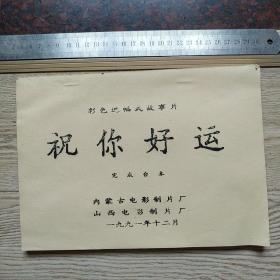 彩色遮幅式故事片
祝你好运
完成台本
内蒙古电影制片厂
山西电影制片厂
一九九一年十二月